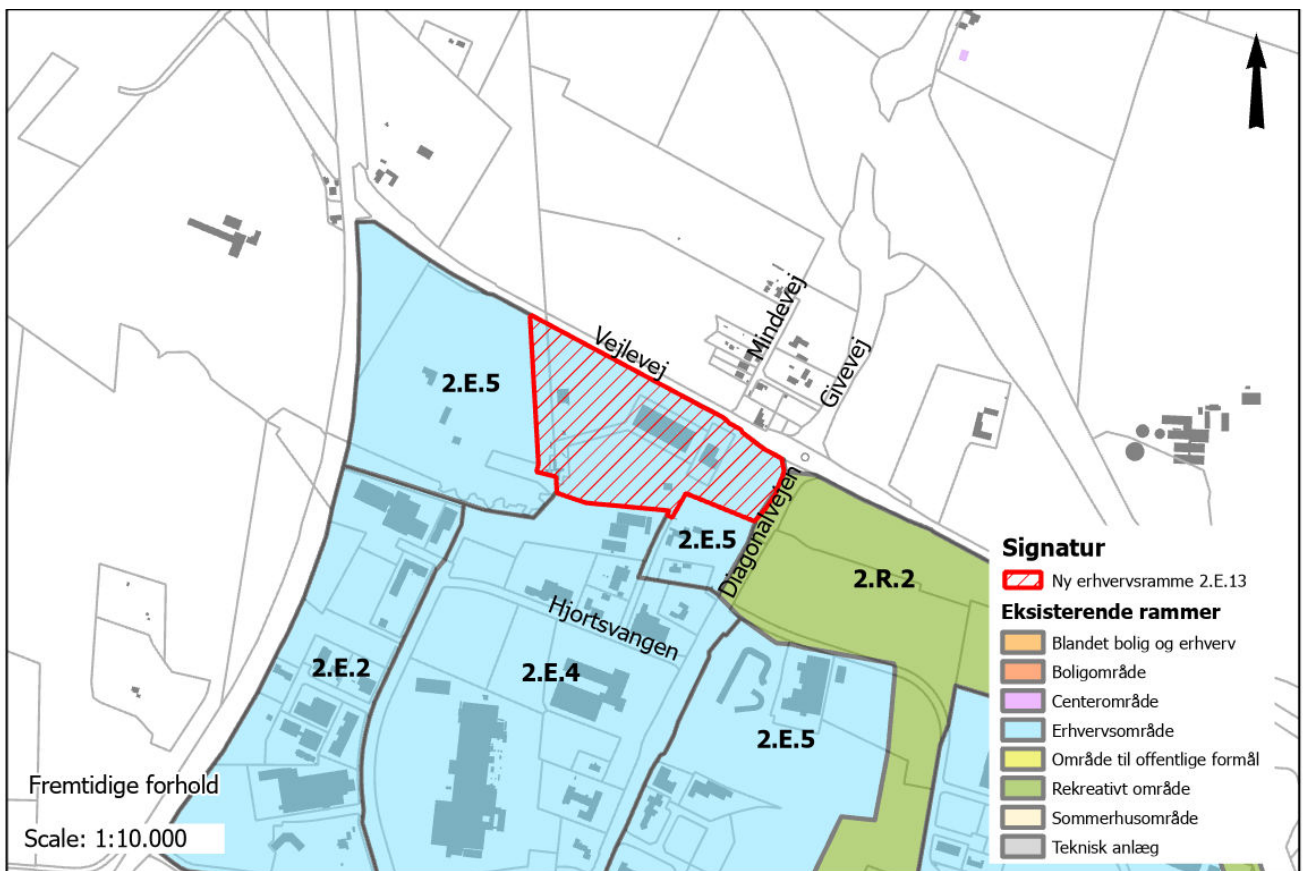 Vejlevej
Mindevej
Givevej
2.E.5
2.E.5
Diagonalvejen
2.R.2
Hjortsvangen
2.E.2
2.E.4
2.E.5
Fremtidige forhold
Scale: 1:10.000
Signatur
Ny erhvervsramme 2.E.13
Eksisterende rammer
Blandet bolig og erhverv
Boligområde
Centerområde
Erhvervsområde
Område til offentlige formål
Rekreativt område
Sommerhusområde
Teknisk anlæg